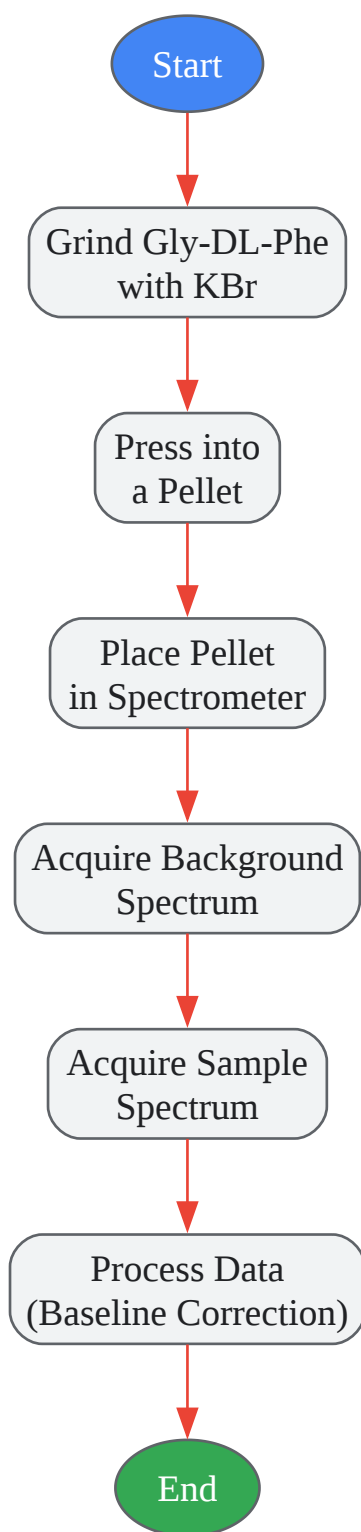 Start
Grind Gly-DL-Phe
with KBr
Press into
a Pellet
Place Pellet
in Spectrometer
Acquire Background
Spectrum
Acquire Sample
Spectrum
Process Data
(Baseline Correction)
End